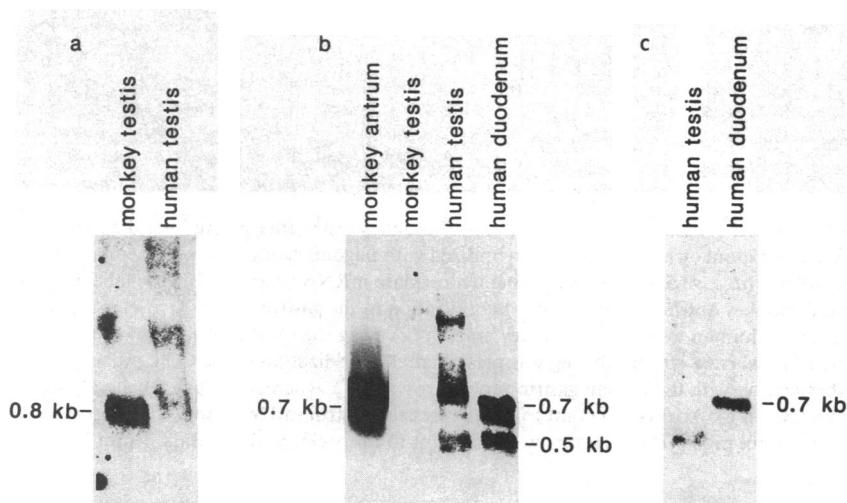 a
monkey testis
human testis
0.8 kb
b
monkey antrum
monkey testis
human testis
human duodenum
0.7 kb
0.7 kb
0.5 kb
c
human testis
human duodenum
0.7 kb